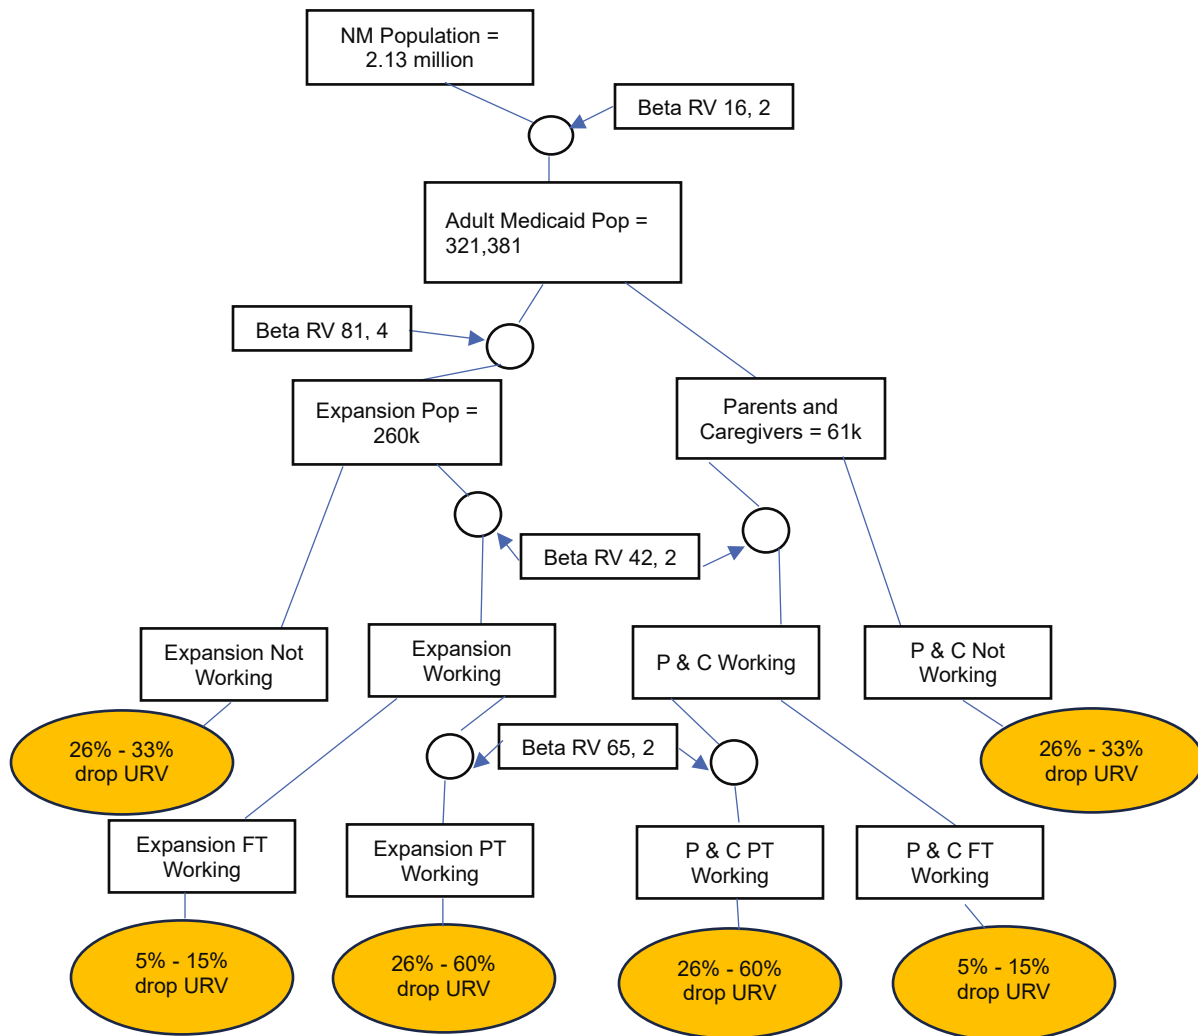 NM Population =
2.13 million
Beta RV 16, 2
Adult Medicaid Pop =
321,381
Beta RV 81, 4
Expansion Pop =
260k
Parents and
Caregivers = 61k
Beta RV 42, 2
Expansion Not
Working
Expansion
Working
P & C Working
P & C Not
Working
26% - 33%
drop URV
Beta RV 65, 2
26% - 33%
drop URV
Expansion FT
Working
Expansion PT
Working
P & C PT
Working
P & C FT
Working
5% - 15%
drop URV
26% - 60%
drop URV
26% - 60%
drop URV
5% - 15%
drop URV